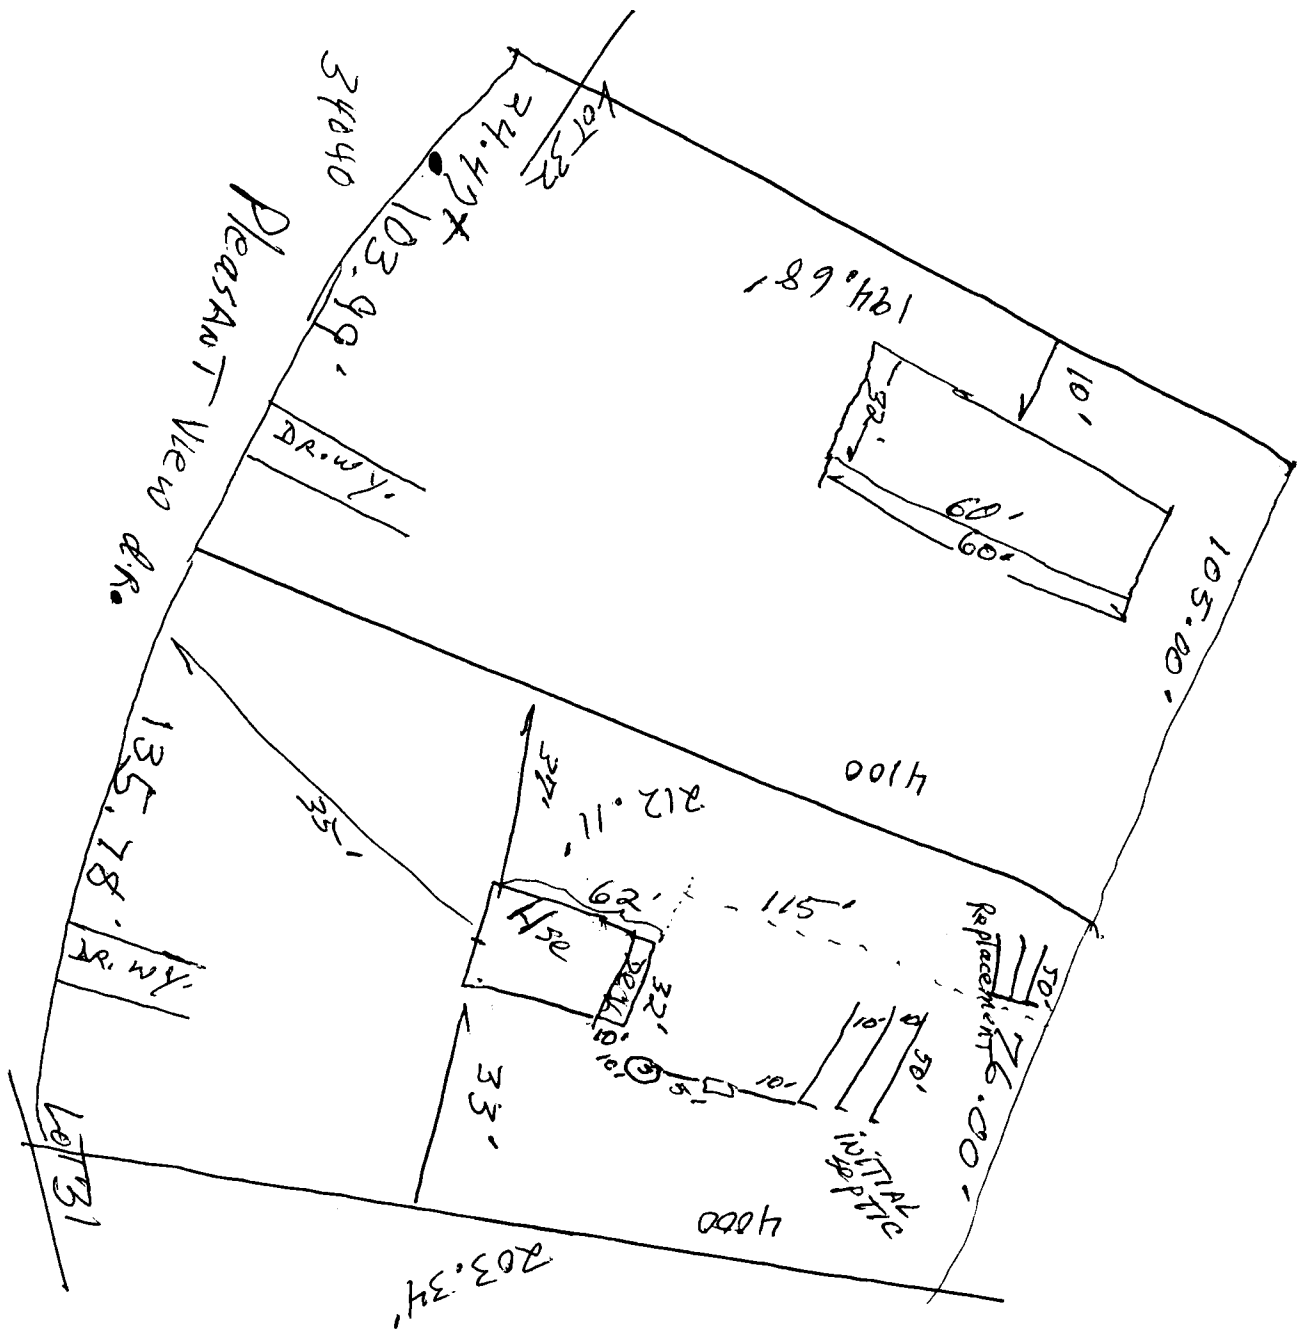 LOT 32
24.42 + 103.99'
34040
PleasANT View dR.
DR.WY.
194.68'
10'
32'
60'
60'
105.00'
4100
212.11'
37'
35'
135.78'
DR.WY.
Hse
62'
Deck
32'
10'
10'
5'
10'
115'
Replacement
50'
76.00'
10'
50'
INITIAL
septic
33'
4000
203.34'
LoT 31